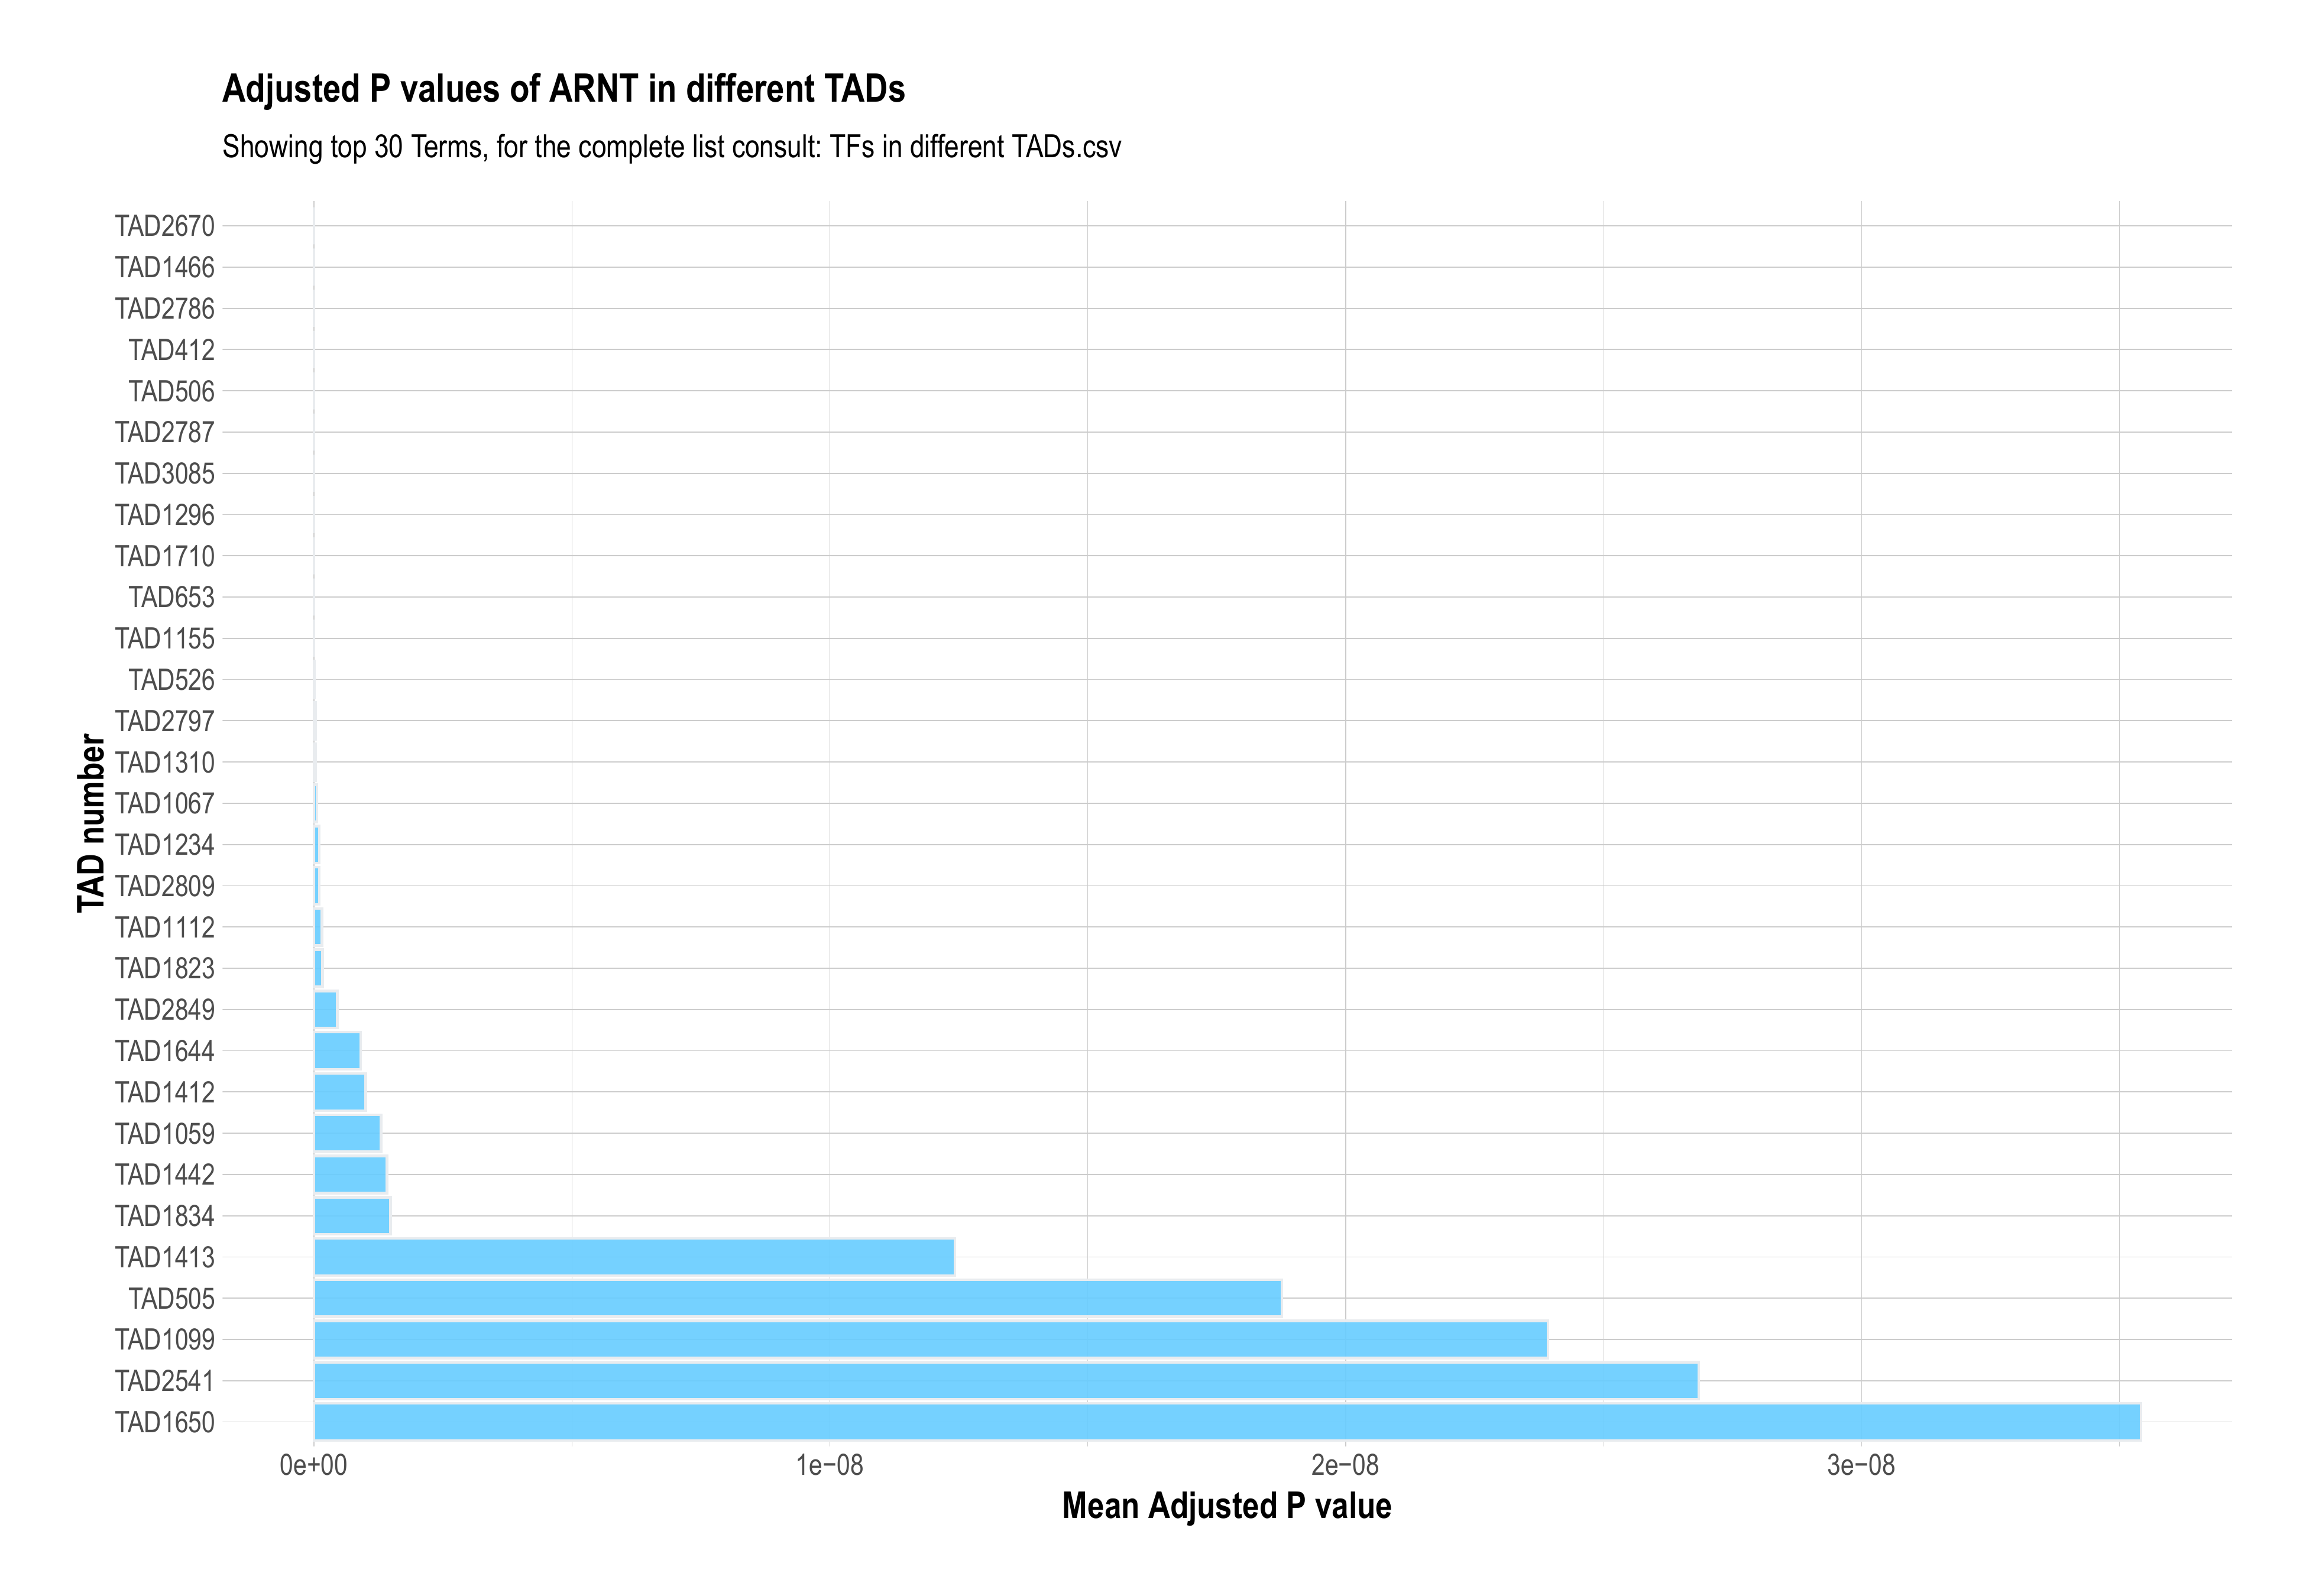 Adjusted P values of ARNT in different TADs
Showing top 30 Terms, for the complete list consult: TFs in different TADs.csv
TAD number
TAD2670
TAD1466
TAD2786
TAD412
TAD506
TAD2787
TAD3085
TAD1296
TAD1710
TAD653
TAD1155
TAD526
TAD2797
TAD1310
TAD1067
TAD1234
TAD2809
TAD1112
TAD1823
TAD2849
TAD1644
TAD1412
TAD1059
TAD1442
TAD1834
TAD1413
TAD505
TAD1099
TAD2541
TAD1650
0e+00 1e−08 2e−08 3e−08
Mean Adjusted P value